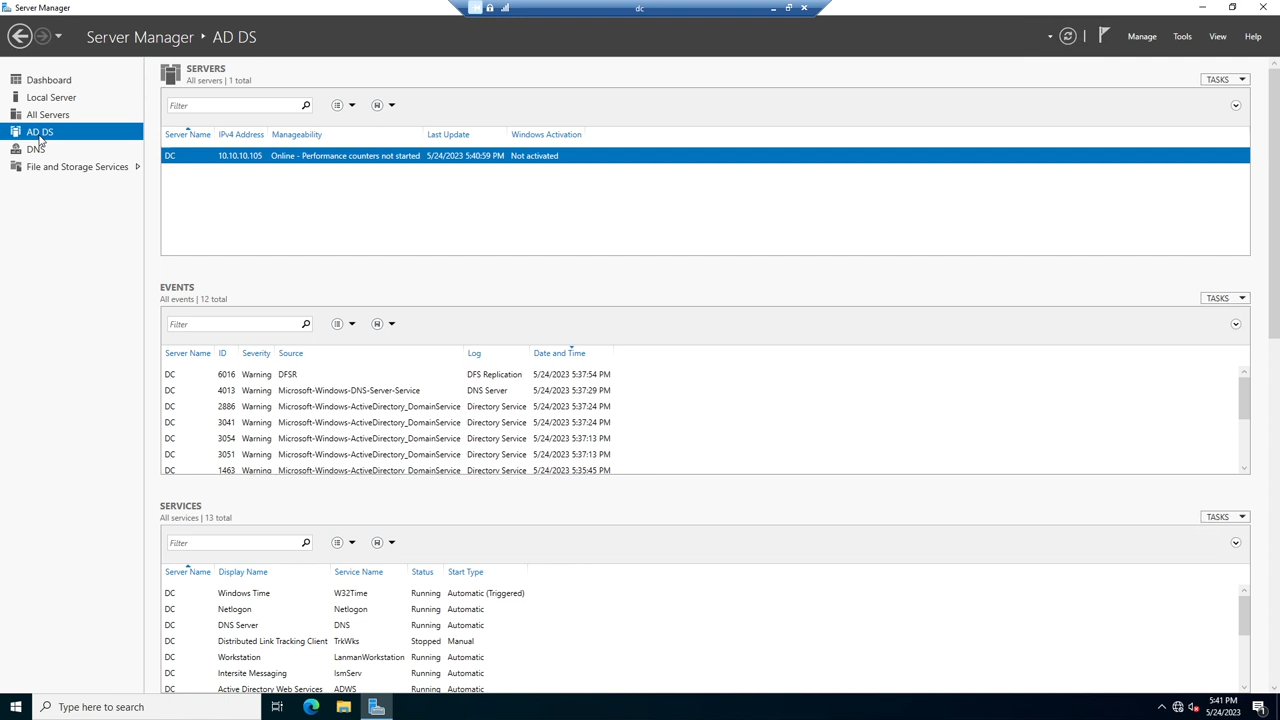 Server Manager
dc
Server Manager • AD DS
Manage Tools View Help
Dashboard
Local Server
All Servers
AD DS
DNS
File and Storage Services
SERVERS
All servers | 1 total
TASKS
Filter
Server Name IPv4 Address Manageability Last Update Windows Activation
DC 10.10.10.105 Online - Performance counters not started 5/24/2023 5:40:59 PM Not activated
EVENTS
All events | 12 total
TASKS
Filter
Server Name ID Severity Source Log Date and Time
DC 6016 Warning DFSR DFS Replication 5/24/2023 5:37:54 PM
DC 4013 Warning Microsoft-Windows-DNS-Server-Service DNS Server 5/24/2023 5:37:29 PM
DC 2886 Warning Microsoft-Windows-ActiveDirectory_DomainService Directory Service 5/24/2023 5:37:24 PM
DC 3041 Warning Microsoft-Windows-ActiveDirectory_DomainService Directory Service 5/24/2023 5:37:24 PM
DC 3054 Warning Microsoft-Windows-ActiveDirectory_DomainService Directory Service 5/24/2023 5:37:13 PM
DC 3051 Warning Microsoft-Windows-ActiveDirectory_DomainService Directory Service 5/24/2023 5:37:13 PM
DC 1463 Warning Microsoft-Windows-ActiveDirectory_DomainService Directory Service 5/24/2023 5:35:45 PM
SERVICES
All services | 13 total
TASKS
Filter
Server Name Display Name Service Name Status Start Type
DC Windows Time W32Time Running Automatic (Triggered)
DC Netlogon Netlogon Running Automatic
DC DNS Server DNS Running Automatic
DC Distributed Link Tracking Client TrkWks Stopped Manual
DC Workstation LanmanWorkstation Running Automatic
DC Intersite Messaging IsmServ Running Automatic
DC Active Directory Web Services ADWS Running Automatic
Type here to search
5:41 PM
5/24/2023
1